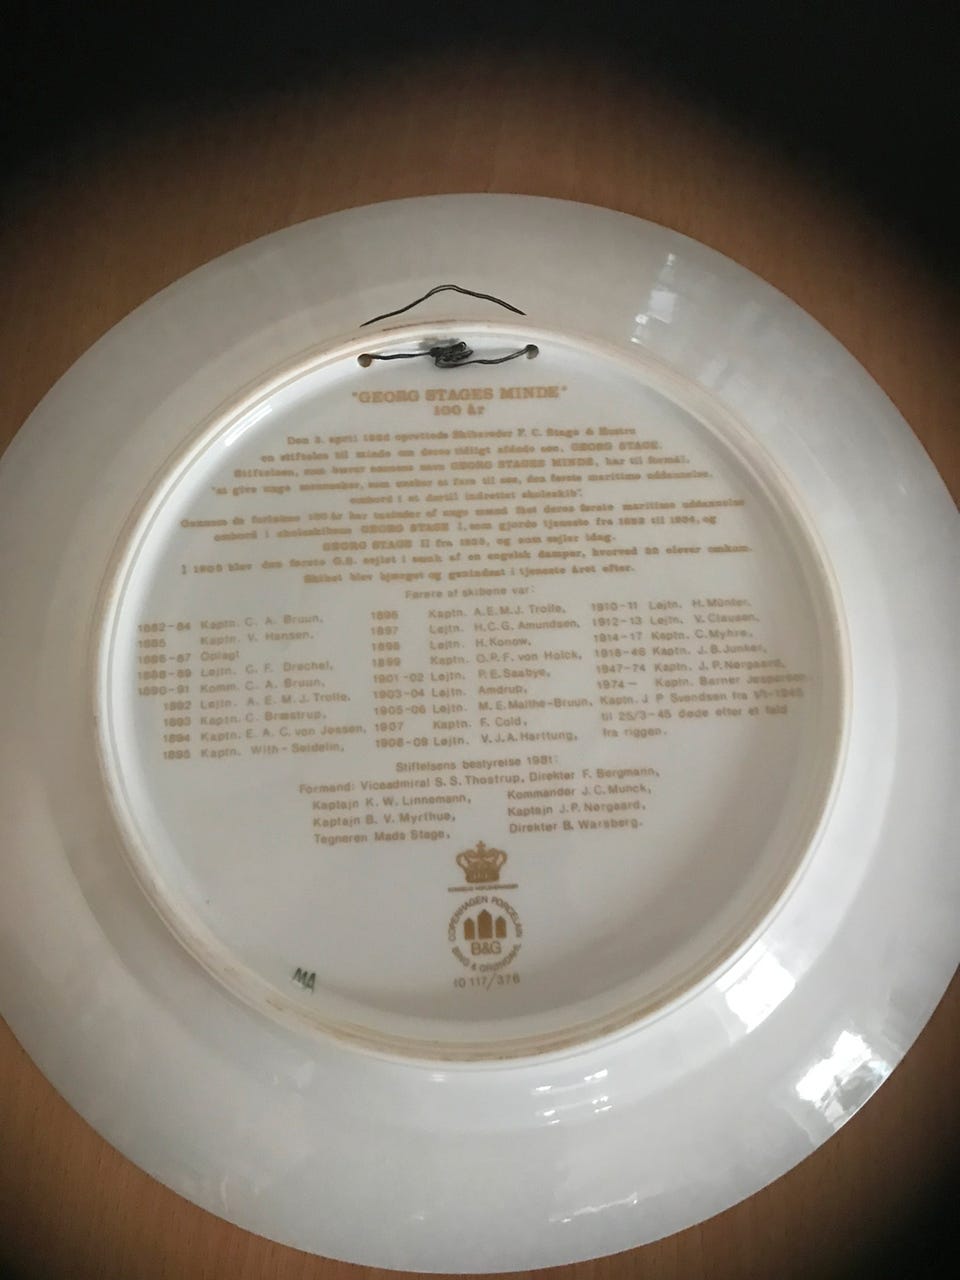 "GEORG STAGES MINDE"
100 år
Den 3. april 1882 oprettede Skibsreder F. C. Stage & Hustru
en stiftelse til minde om deres tidligt afdøde søn, GEORG STAGE.
Stiftelsen, som bærer sønnens navn GEORG STAGES MINDE, har til formål,
"at give unge mennesker, som ønsker at fare til søs, den første maritime uddannelse,
ombord i et dertil indrettet skoleskib".
Gennem de forløbne 100 år har tusinder af unge mænd fået deres første maritime uddannelse
ombord i skoleskibene GEORG STAGE I, som gjorde tjeneste fra 1882 til 1934, og
GEORG STAGE II fra 1935, og som sejler idag.
I 1905 blev den første G.S. sejlet i sænk af en engelsk damper, hvorved 22 elever omkom.
Skibet blev bjærget og genindsat i tjeneste året efter.
Førere af skibene var:
1882-84 Kaptn. C. A. Bruun,
1885 Kaptn. V. Hansen,
1886-87 Oplagt
1888-89 Løjtn. C. F. Drechel,
1890-91 Komm. C. A. Bruun,
1892 Løjtn. A. E. M. J. Trolle,
1893 Kaptn. C. Bræstrup,
1894 Kaptn. E. A. C. von Jessen,
1895 Kaptn. With-Seidelin,
1896 Kaptn. A. E. M. J. Trolle,
1897 Løjtn. H. C. G. Amundsen,
1898 Løjtn. H. Konow,
1899 Kaptn. O. P. F. von Holck,
1901-02 Løjtn. P. E. Saabye,
1903-04 Løjtn. Amdrup,
1905-06 Løjtn. M. E. Malthe-Bruun,
1907 Kaptn. F. Cold,
1908-09 Løjtn. V. J. A. Harttung,
1910-11 Løjtn. H. Münter,
1912-13 Løjtn. V. Clausen,
1914-17 Kaptn. C. Myhre,
1918-46 Kaptn. J. B. Junker,
1947-74 Kaptn. J. P. Nørgaard,
1974- Kaptn. Barner Jespersen
Kaptn. J P Svendsen fra 1/1-1945
til 25/3-45 døde efter et fald
fra riggen.
Stiftelsens bestyrelse 1981:
Formand: Viceadmiral S. S. Thostrup, Direktør F. Bergmann,
Kaptajn K. W. Linnemann, Kommandør J. C. Munck,
Kaptajn B. V. Myrthue, Kaptajn J. P. Nørgaard,
Tegneren Mads Stage, Direktør B. Warsberg.
COPENHAGEN PORCELAIN
B&G
BING & GRØNDAHL
10 117/376
MA